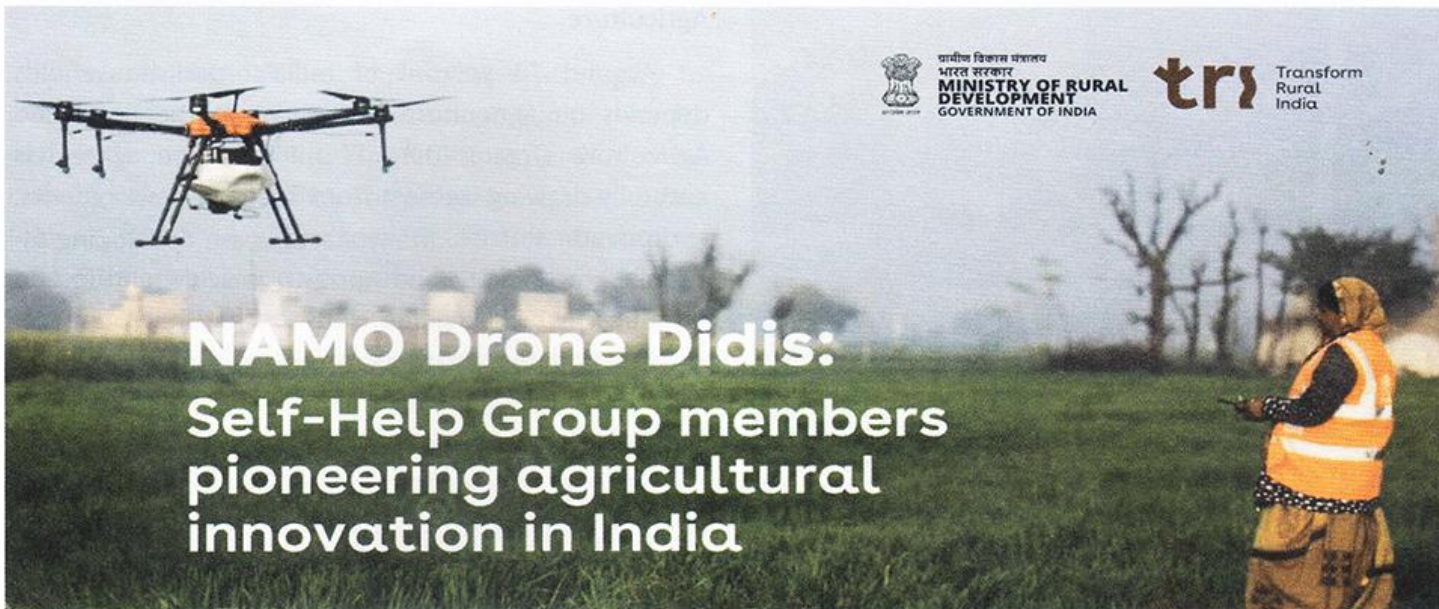 ग्रामीण विकास मंत्रालय
भारत सरकार
MINISTRY OF RURAL
DEVELOPMENT
GOVERNMENT OF INDIA
tri
Transform
Rural
India
NAMO Drone Didis:
Self-Help Group members
pioneering agricultural
innovation in India